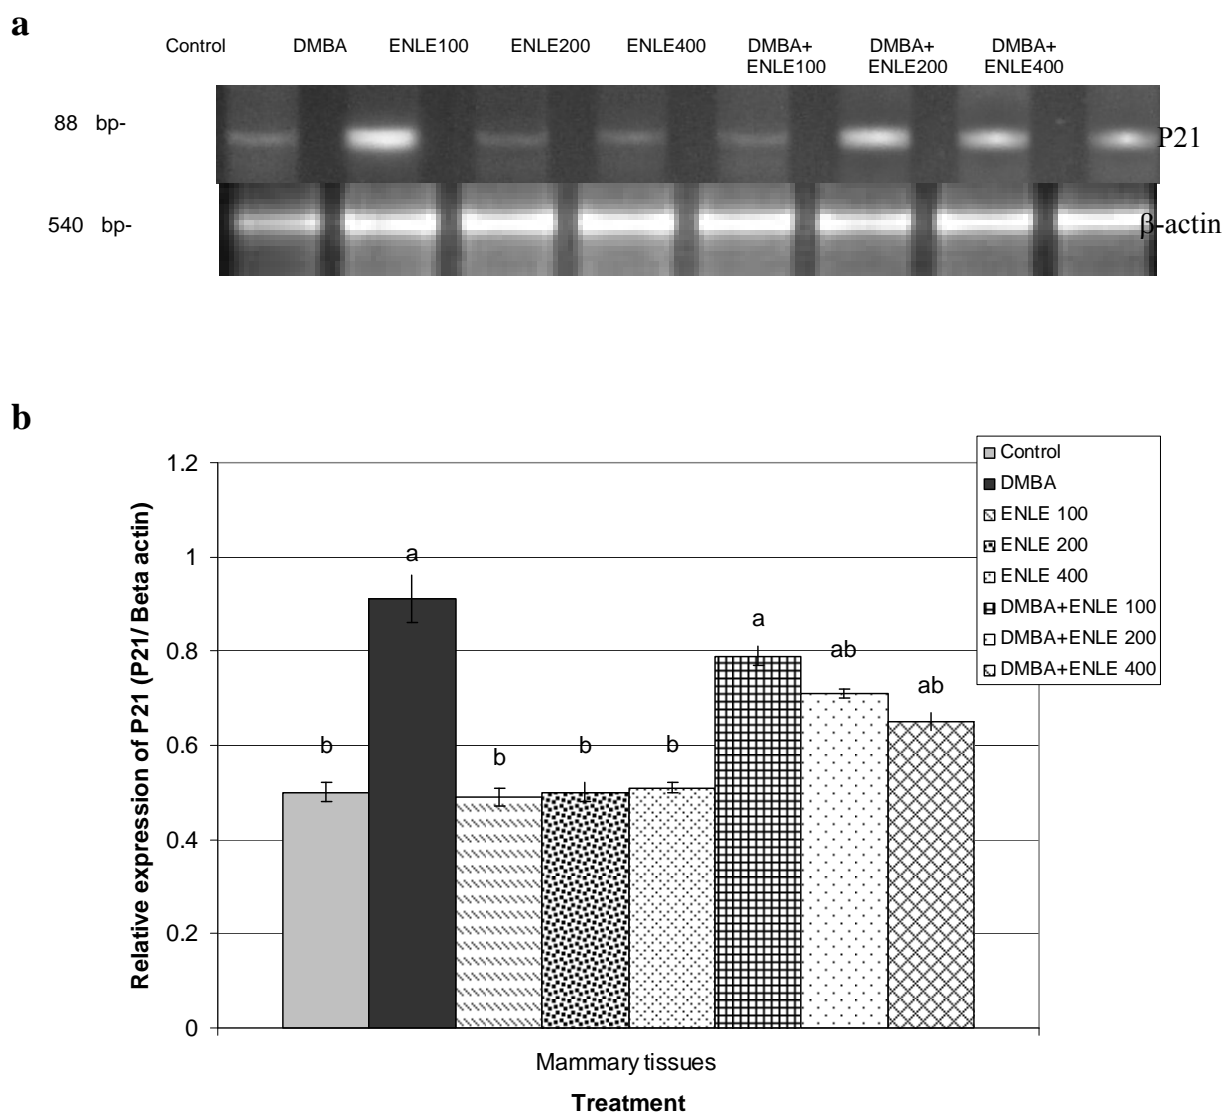 a
Control DMBA ENLE100 ENLE200 ENLE400 DMBA+ DMBA+ DMBA+
ENLE100 ENLE200 ENLE400
88 bp-
P21
540 bp-
β-actin
b
Control
DMBA
ENLE 100
ENLE 200
ENLE 400
DMBA+ENLE 100
DMBA+ENLE 200
DMBA+ENLE 400
Relative expression of P21 (P21/ Beta actin)
1.2
1
0.8
0.6
0.4
0.2
0
b
a
b
b
b
a
ab
ab
Mammary tissues
Treatment